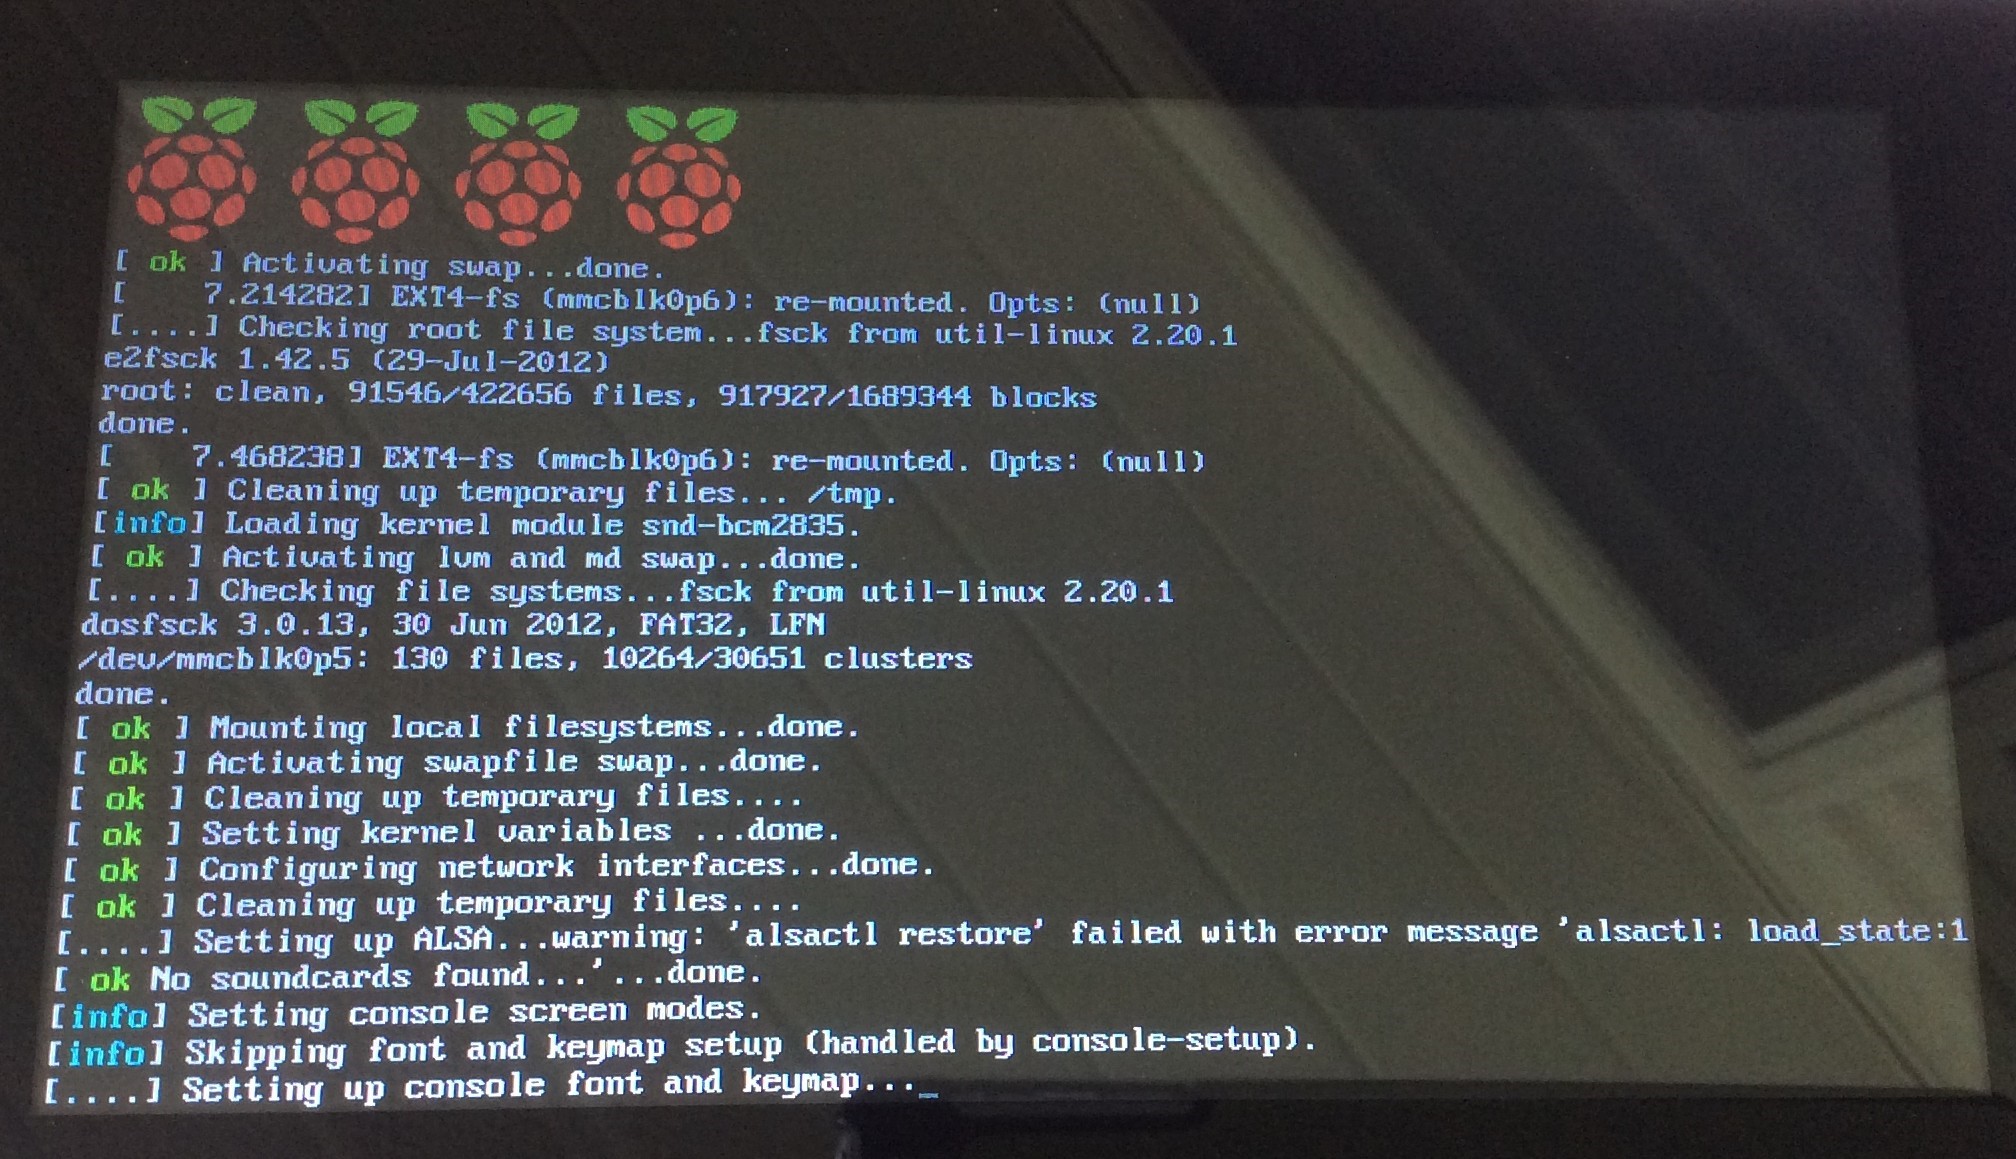 [ ok ] Activating swap...done.
[    7.214282] EXT4-fs (mmcblk0p6): re-mounted. Opts: (null)
[....] Checking root file system...fsck from util-linux 2.20.1
e2fsck 1.42.5 (29-Jul-2012)
root: clean, 91546/422656 files, 917927/1689344 blocks
done.
[    7.468238] EXT4-fs (mmcblk0p6): re-mounted. Opts: (null)
[ ok ] Cleaning up temporary files... /tmp.
[info] Loading kernel module snd-bcm2835.
[ ok ] Activating lvm and md swap...done.
[....] Checking file systems...fsck from util-linux 2.20.1
dosfsck 3.0.13, 30 Jun 2012, FAT32, LFN
/dev/mmcblk0p5: 130 files, 10264/30651 clusters
done.
[ ok ] Mounting local filesystems...done.
[ ok ] Activating swapfile swap...done.
[ ok ] Cleaning up temporary files....
[ ok ] Setting kernel variables ...done.
[ ok ] Configuring network interfaces...done.
[ ok ] Cleaning up temporary files....
[....] Setting up ALSA...warning: 'alsactl restore' failed with error message 'alsactl: load_state:1
[ ok No soundcards found...'...done.
[info] Setting console screen modes.
[info] Skipping font and keymap setup (handled by console-setup).
[....] Setting up console font and keymap..._